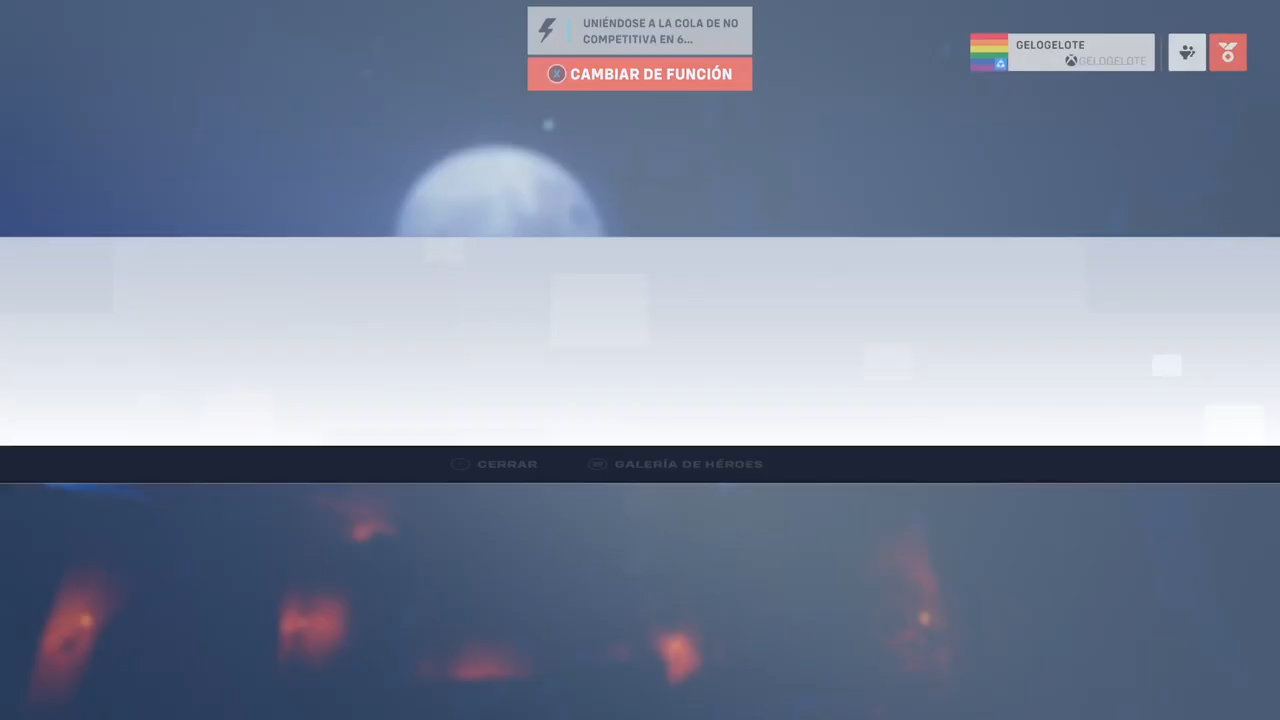 UNIÉNDOSE A LA COLA DE NO
COMPETITIVA EN 6...
CAMBIAR DE FUNCIÓN
GELOGELOTE
GELOGELOTE
CERRAR
GALERÍA DE HÉROES